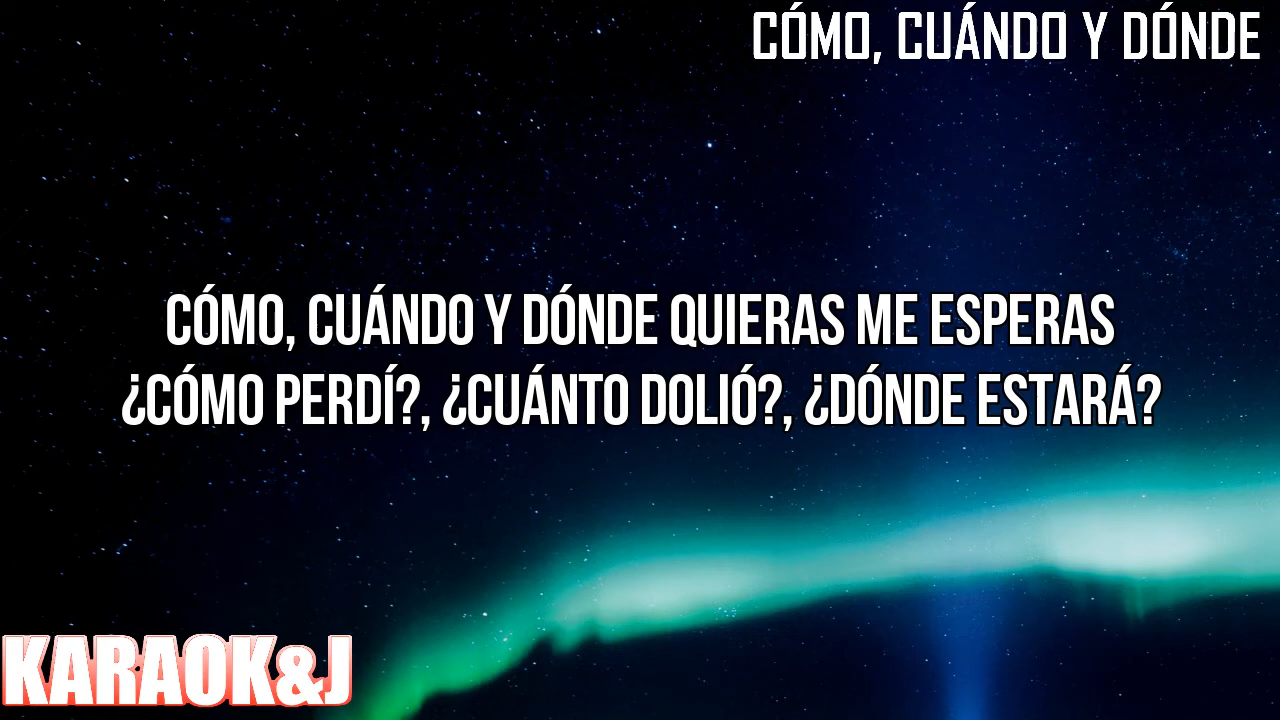 CÓMO, CUÁNDO Y DÓNDE
CÓMO, CUÁNDO Y DÓNDE QUIERAS ME ESPERAS
¿CÓMO PERDÍ?, ¿CUÁNTO DOLIÓ?, ¿DÓNDE ESTARÁ?
KARAOK&J